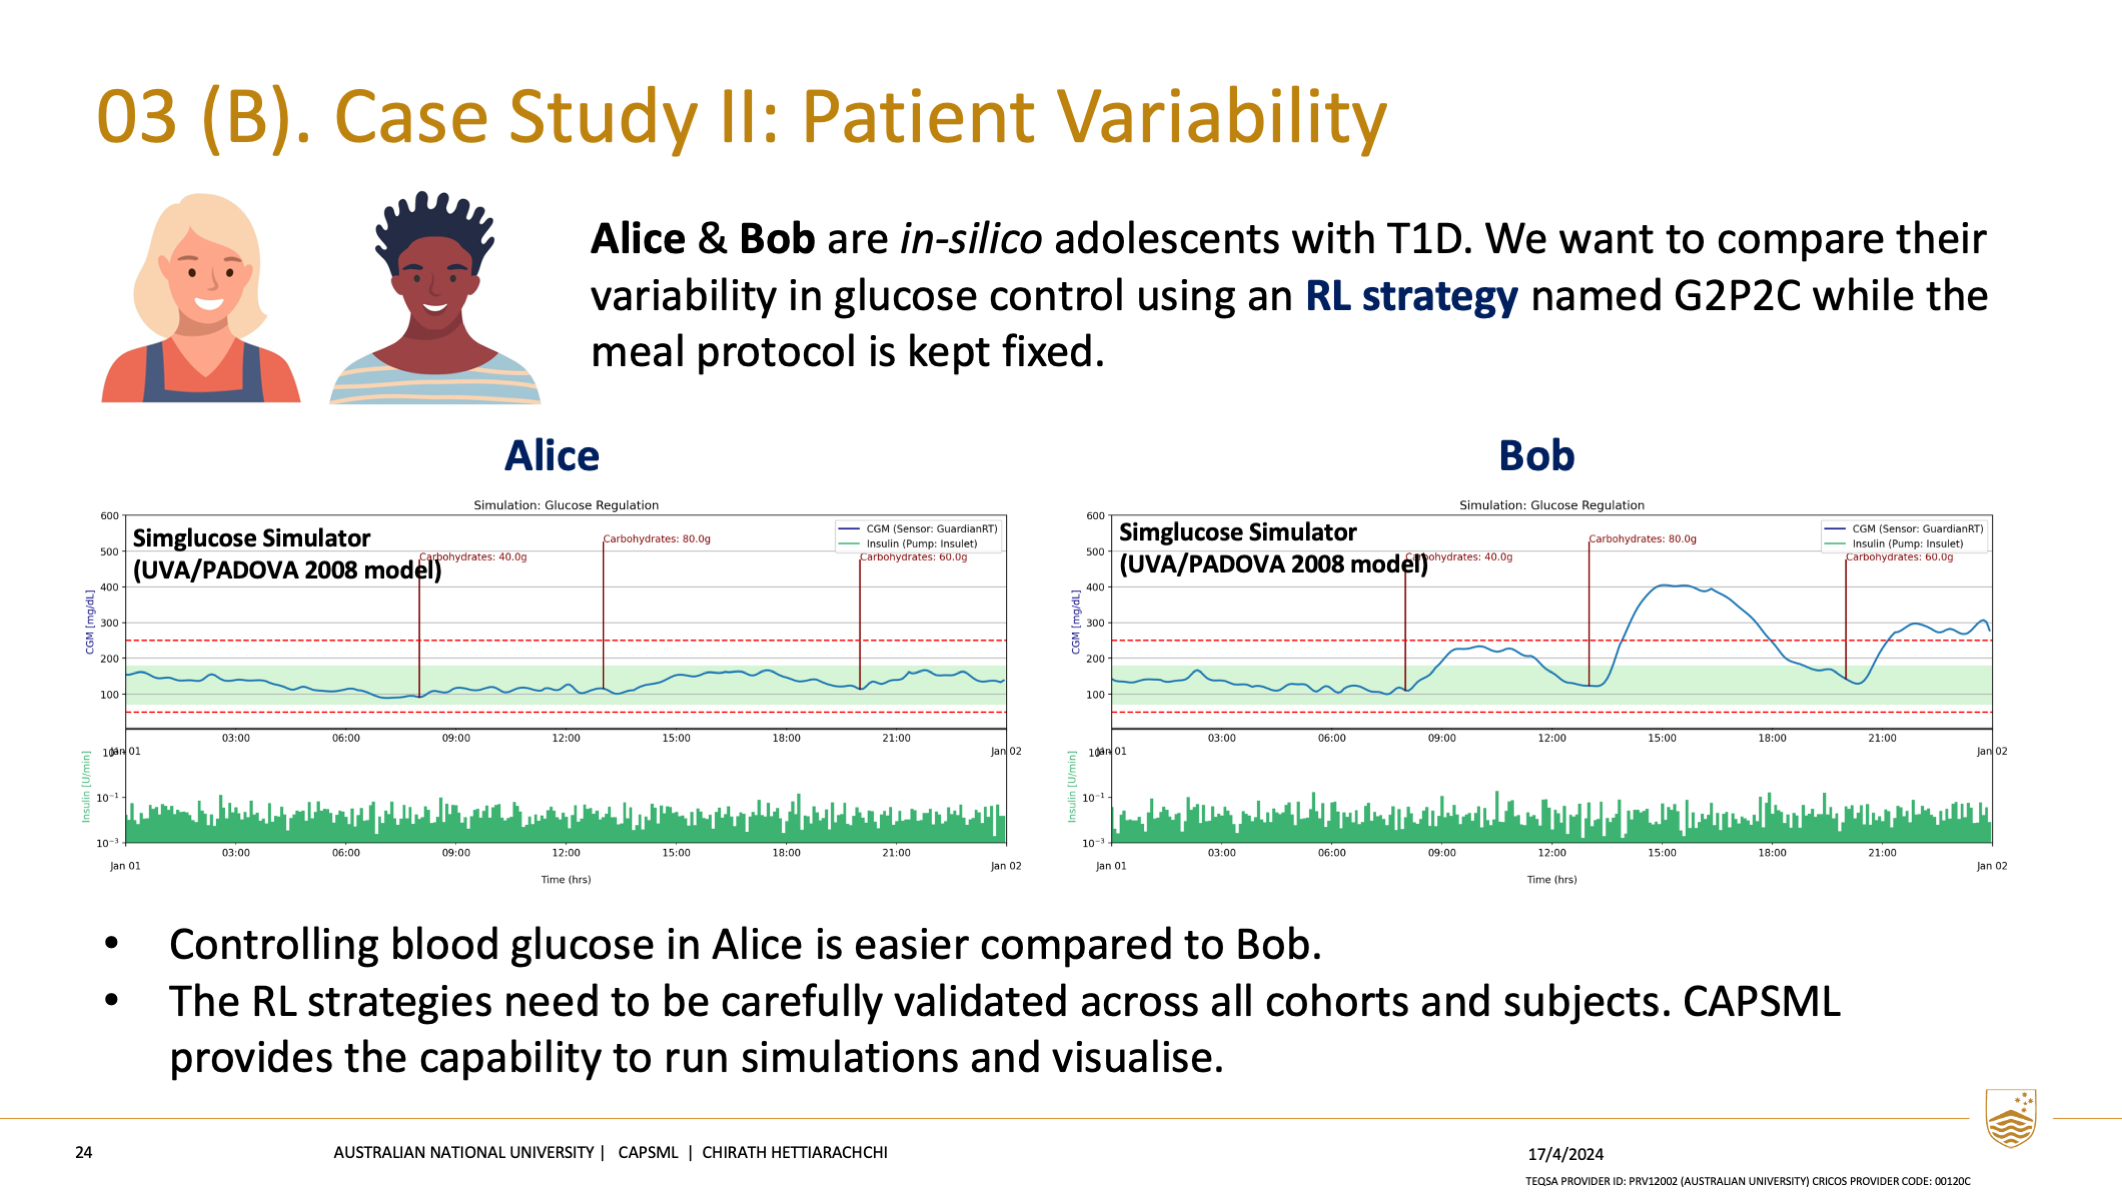 03 (B). Case Study II: Patient Variability
Alice & Bob are in-silico adolescents with T1D. We want to compare their
variability in glucose control using an RL strategy named G2P2C while the
meal protocol is kept fixed.
Alice
Simulation: Glucose Regulation
Simglucose Simulator
(UVA/PADOVA 2008 model)
CGM (Sensor: GuardianRT)
Insulin (Pump: Insulet)
Carbohydrates: 40.0g
Carbohydrates: 80.0g
Carbohydrates: 60.0g
CGM [mg/dL]
600
500
400
300
200
100
03:00 06:00 09:00 12:00 15:00 18:00 21:00
Jan 01 Jan 02
Insulin [U/min]
10⁻¹
10⁻³
03:00 06:00 09:00 12:00 15:00 18:00 21:00
Jan 01 Jan 02
Time (hrs)
Bob
Simulation: Glucose Regulation
Simglucose Simulator
(UVA/PADOVA 2008 model)
CGM (Sensor: GuardianRT)
Insulin (Pump: Insulet)
Carbohydrates: 40.0g
Carbohydrates: 80.0g
Carbohydrates: 60.0g
CGM [mg/dL]
600
500
400
300
200
100
03:00 06:00 09:00 12:00 15:00 18:00 21:00
Jan 01 Jan 02
Insulin [U/min]
10⁻¹
10⁻³
03:00 06:00 09:00 12:00 15:00 18:00 21:00
Jan 01 Jan 02
Time (hrs)
• Controlling blood glucose in Alice is easier compared to Bob.
• The RL strategies need to be carefully validated across all cohorts and subjects. CAPSML
provides the capability to run simulations and visualise.
24
AUSTRALIAN NATIONAL UNIVERSITY | CAPSML | CHIRATH HETTIARACHCHI
17/4/2024
TEQSA PROVIDER ID: PRV12002 (AUSTRALIAN UNIVERSITY) CRICOS PROVIDER CODE: 00120C